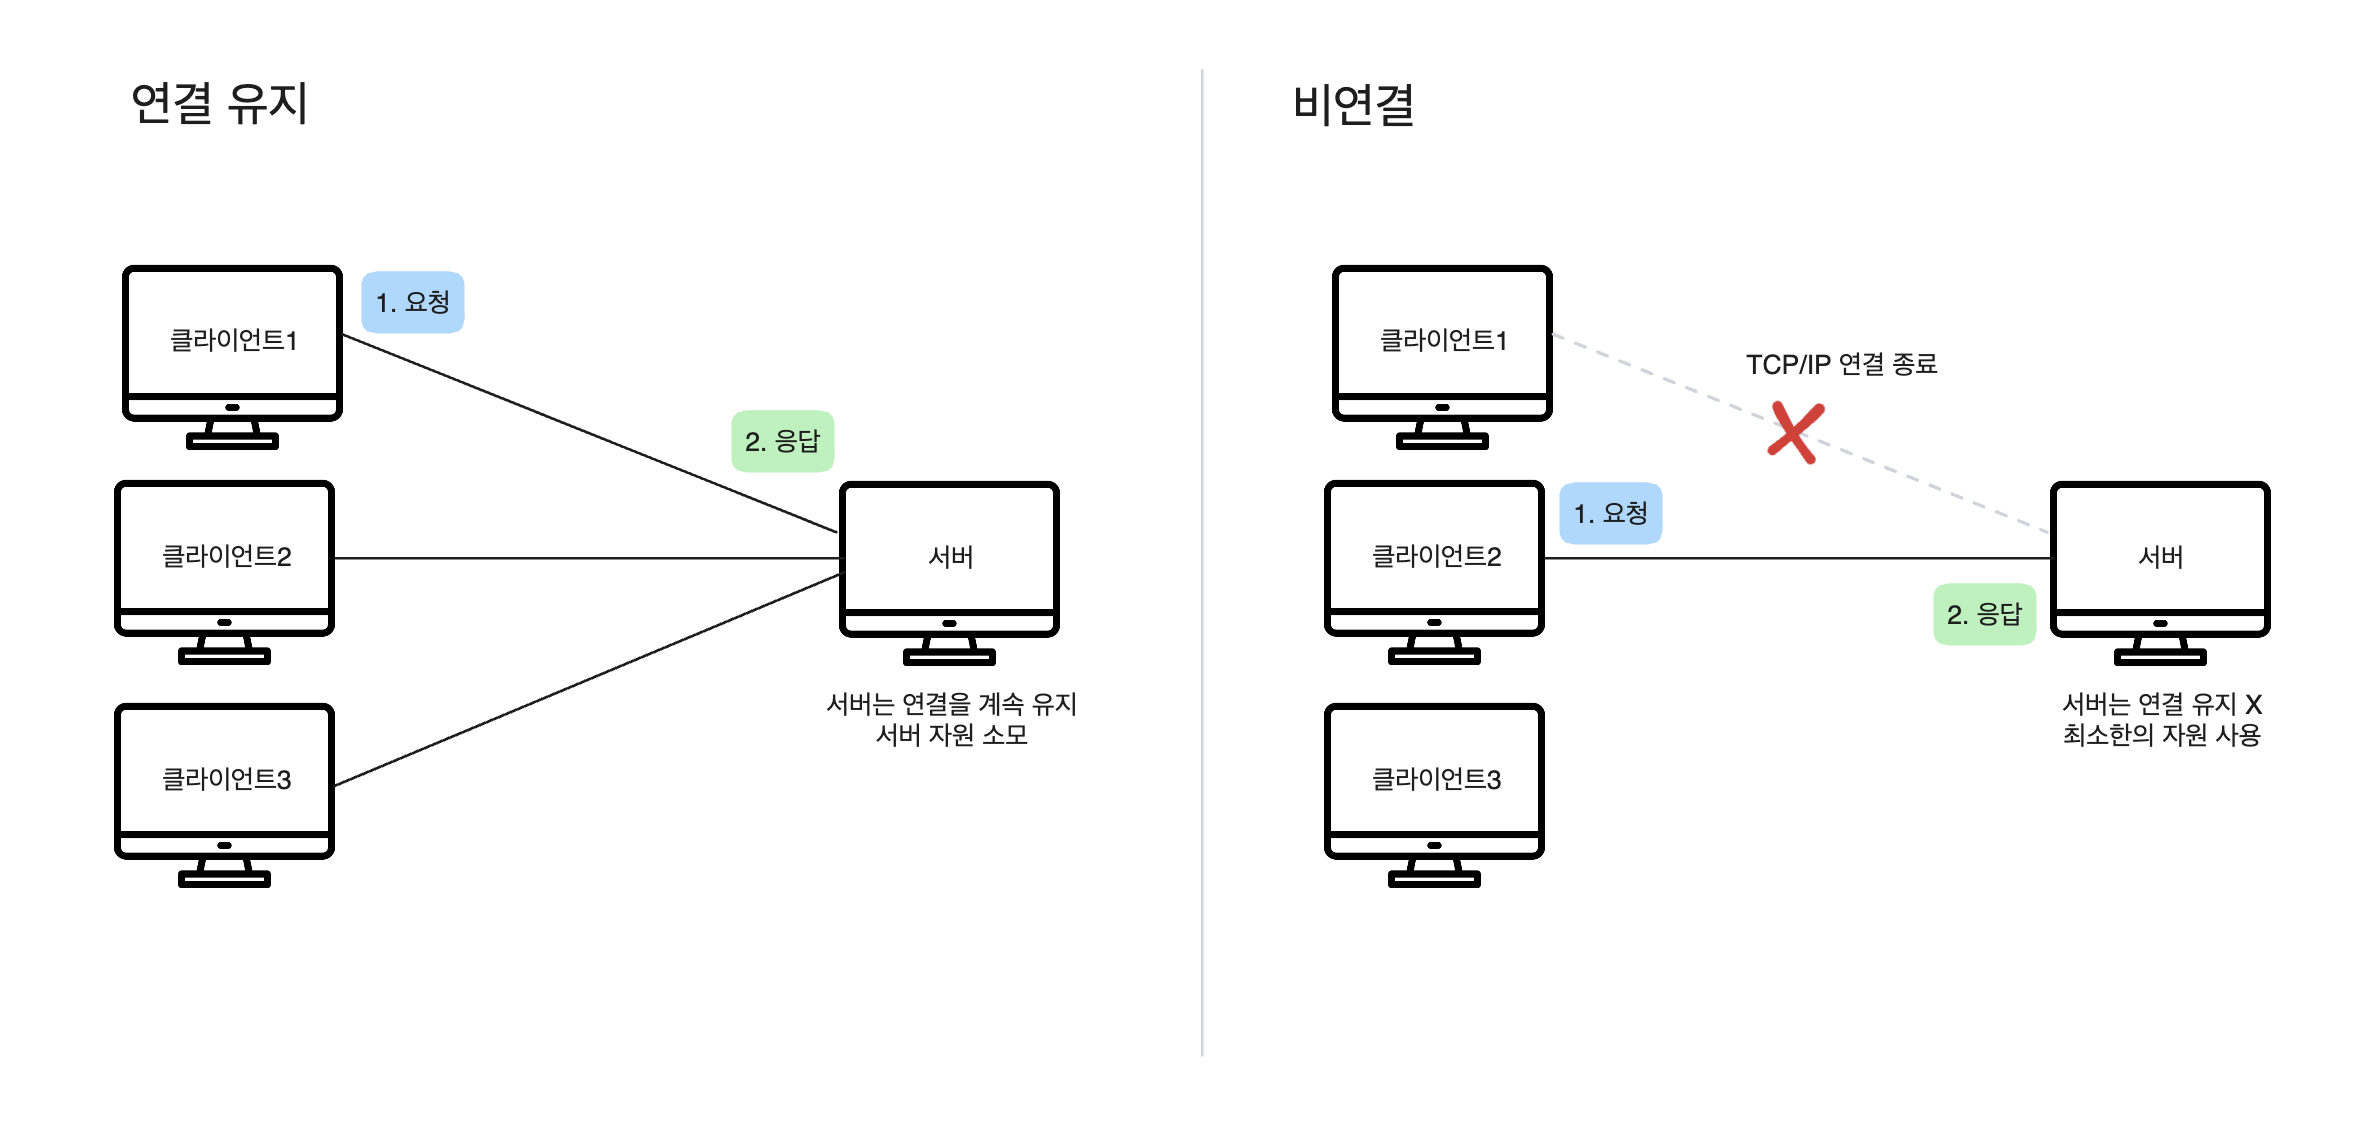 연결 유지
클라이언트1
1. 요청
2. 응답
클라이언트2
서버
서버는 연결을 계속 유지
서버 자원 소모
클라이언트3
비연결
클라이언트1
TCP/IP 연결 종료
클라이언트2
1. 요청
서버
2. 응답
서버는 연결 유지 X
최소한의 자원 사용
클라이언트3